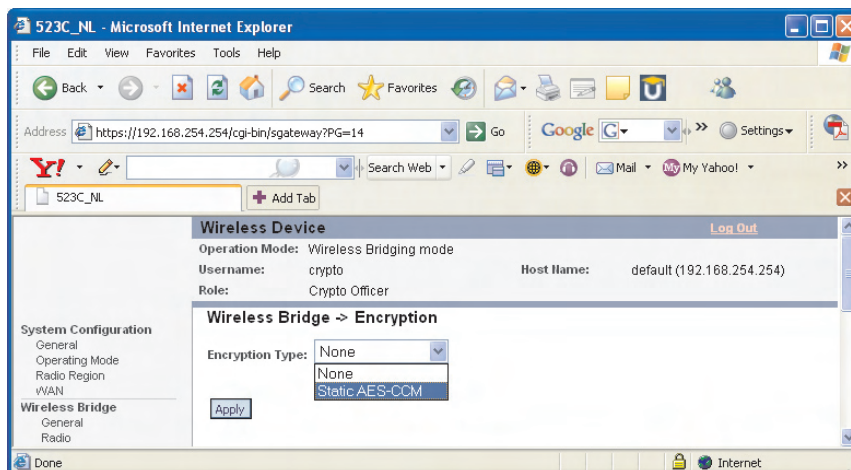 523C_NL - Microsoft Internet Explorer
File Edit View Favorites Tools Help
Back Search Favorites
Address https://192.168.254.254/cgi-bin/sgateway?PG=14 Go Google G Settings
Y! Search Web Mail My My Yahoo!
523C_NL Add Tab
Wireless Device Log Out
Operation Mode: Wireless Bridging mode
Username: crypto Host Name: default (192.168.254.254)
Role: Crypto Officer
Wireless Bridge -> Encryption
Encryption Type: None
None
Static AES-CCM
Apply
System Configuration
General
Operating Mode
Radio Region
WAN
Wireless Bridge
General
Radio
Done Internet